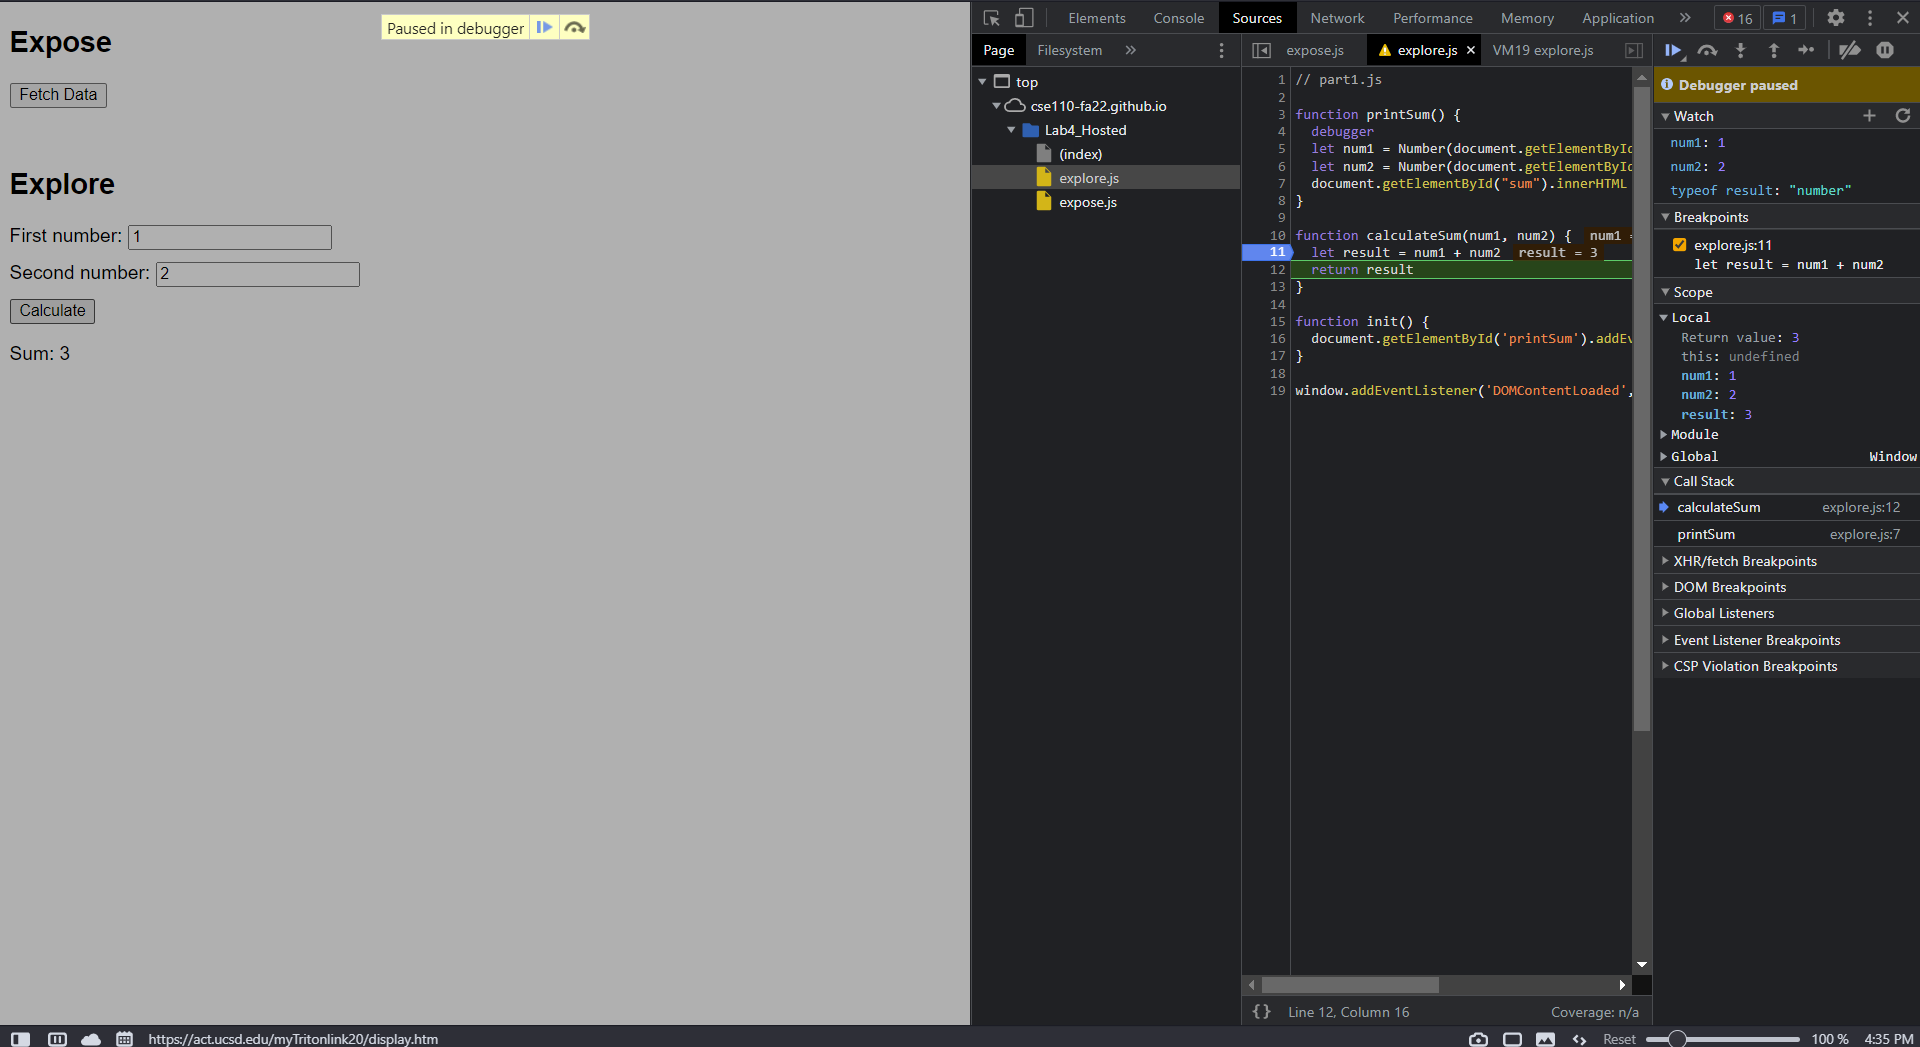 Paused in debugger
Expose
Fetch Data
Explore
First number: 1
Second number: 2
Calculate
Sum: 3
Elements Console Sources Network Performance Memory Application » 16 1
Page Filesystem »
top
cse110-fa22.github.io
Lab4_Hosted
(index)
explore.js
expose.js
expose.js explore.js × VM19 explore.js
1 // part1.js
2
3 function printSum() {
4 debugger
5 let num1 = Number(document.getElementById
6 let num2 = Number(document.getElementById
7 document.getElementById("sum").innerHTML
8 }
9
10 function calculateSum(num1, num2) { num1 =
11 let result = num1 + num2 result = 3
12 return result
13 }
14
15 function init() {
16 document.getElementById('printSum').addEv
17 }
18
19 window.addEventListener('DOMContentLoaded',
{} Line 12, Column 16 Coverage: n/a
Debugger paused
Watch
num1: 1
num2: 2
typeof result: "number"
Breakpoints
explore.js:11
let result = num1 + num2
Scope
Local
Return value: 3
this: undefined
num1: 1
num2: 2
result: 3
Module
Global Window
Call Stack
calculateSum explore.js:12
printSum explore.js:7
XHR/fetch Breakpoints
DOM Breakpoints
Global Listeners
Event Listener Breakpoints
CSP Violation Breakpoints
https://act.ucsd.edu/myTritonlink20/display.htm
Reset 100 % 4:35 PM